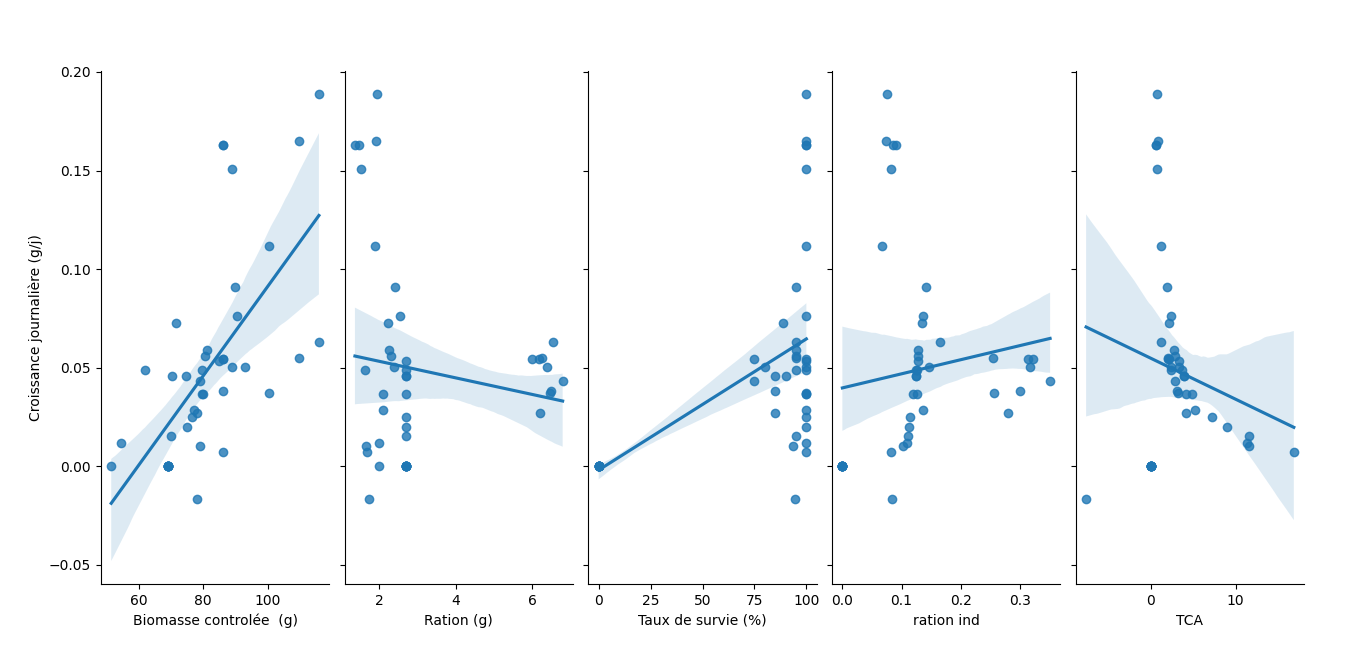 Croissance journalière (g/j)
0.20
0.15
0.10
0.05
0.00
−0.05
60 80 100
Biomasse controlée  (g)
2 4 6
Ration (g)
0 25 50 75 100
Taux de survie (%)
0.0 0.1 0.2 0.3
ration ind
0 10
TCA